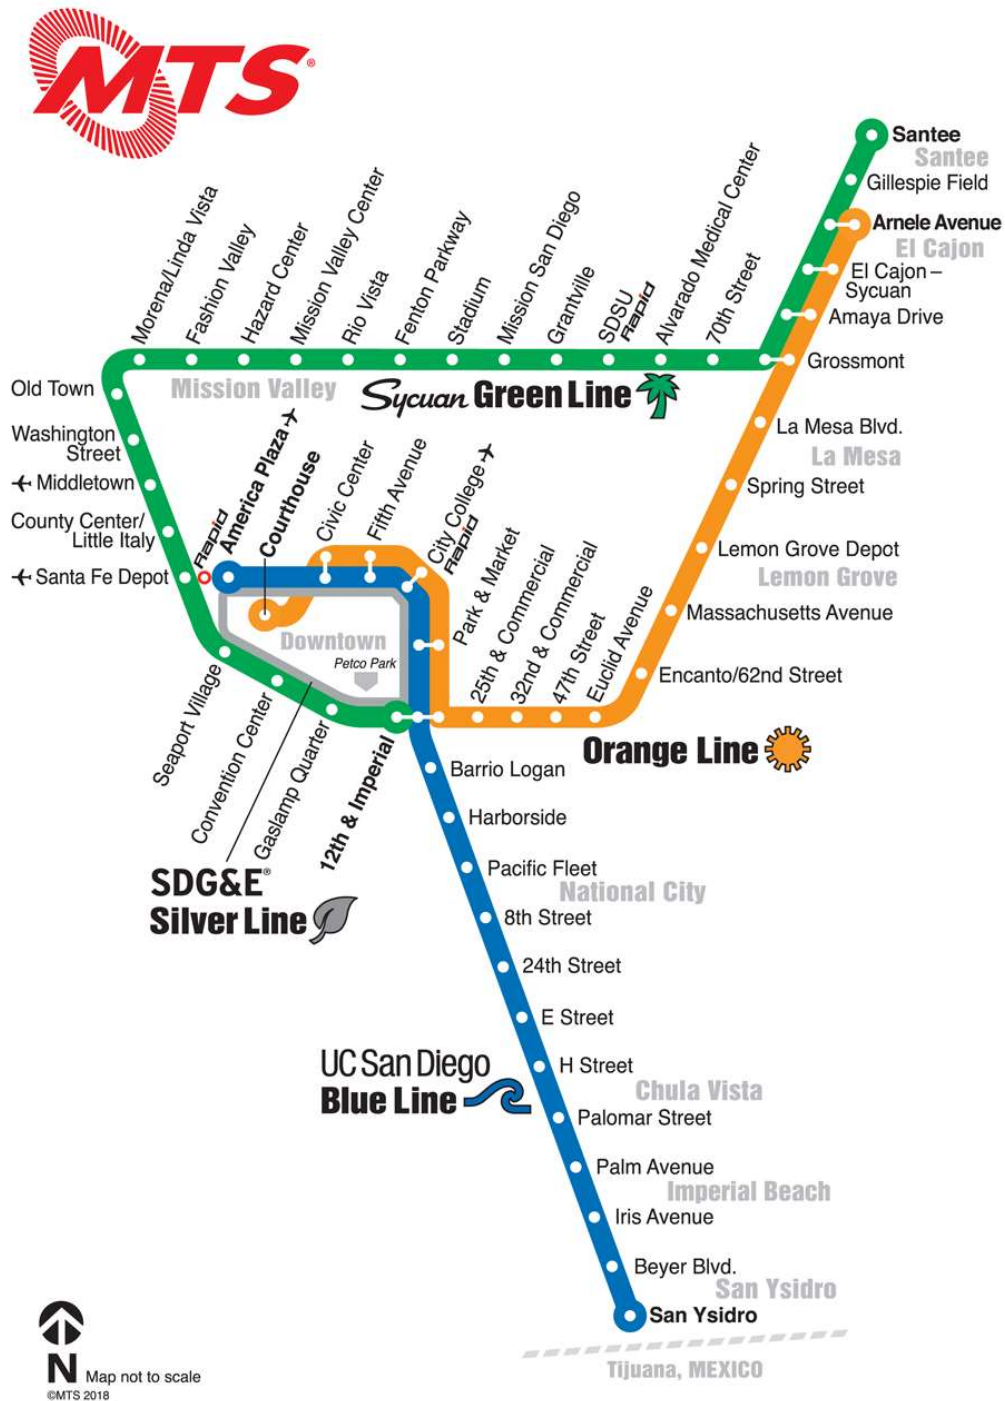 MTS®
Santee
Santee
Gillespie Field
Arnele Avenue
El Cajon
El Cajon –
Sycuan
Amaya Drive
Grossmont
Morena/Linda Vista
Fashion Valley
Hazard Center
Mission Valley Center
Rio Vista
Fenton Parkway
Stadium
Mission San Diego
Grantville
SDSU
Rapid
Alvarado Medical Center
70th Street
Mission Valley
Sycuan Green Line
Old Town
Washington
Street
Middletown
County Center/
Little Italy
Santa Fe Depot
Rapid
America Plaza
Courthouse
Civic Center
Fifth Avenue
City College
Rapid
Park & Market
25th & Commercial
32nd & Commercial
47th Street
Euclid Avenue
La Mesa Blvd.
La Mesa
Spring Street
Lemon Grove Depot
Lemon Grove
Massachusetts Avenue
Encanto/62nd Street
Downtown
Petco Park
Orange Line
Seaport Village
Convention Center
Gaslamp Quarter
12th & Imperial
SDG&E®
Silver Line
Barrio Logan
Harborside
Pacific Fleet
National City
8th Street
24th Street
E Street
H Street
UC San Diego
Blue Line
Chula Vista
Palomar Street
Palm Avenue
Imperial Beach
Iris Avenue
Beyer Blvd.
San Ysidro
San Ysidro
Tijuana, MEXICO
N Map not to scale
©MTS 2018